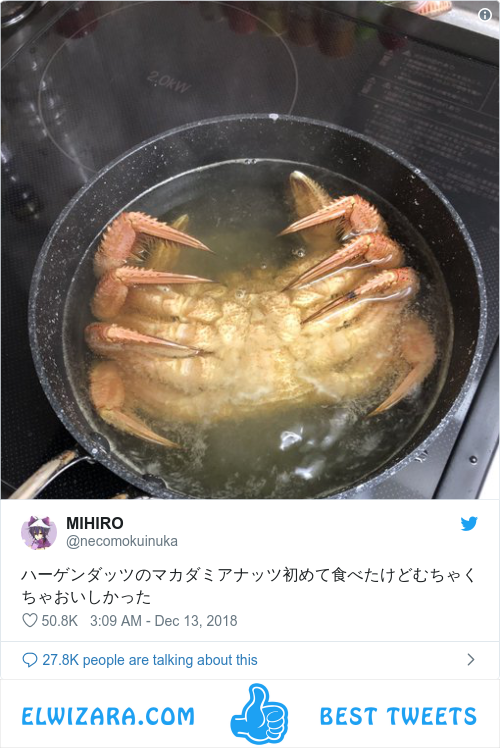 2.0kW
MIHIRO
@necomokuinuka
ハーゲンダッツのマカダミアナッツ初めて食べたけどむちゃく
ちゃおいしかった
50.8K 3:09 AM - Dec 13, 2018
27.8K people are talking about this
ELWIZARA.COM BEST TWEETS